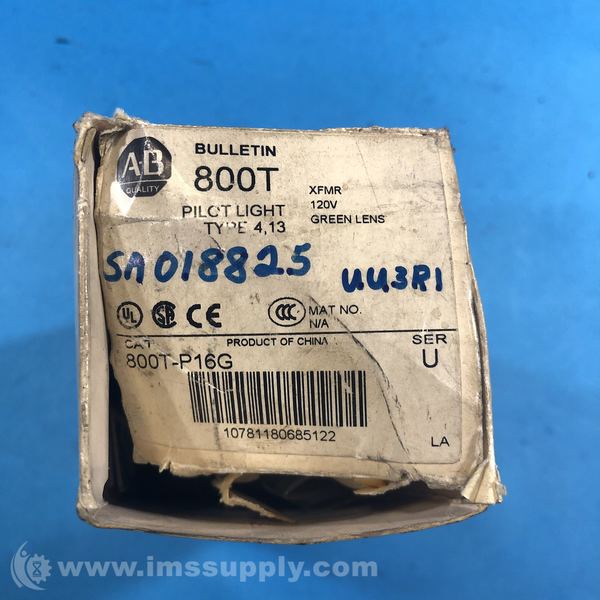 AB
QUALITY
BULLETIN
800T
PILOT LIGHT
TYPE 4,13
XFMR
120V
GREEN LENS
SA018825 UU3R1
UL SA CE CCC
MAT NO.
N/A
CAT
PRODUCT OF CHINA
SER
800T-P16G
U
10781180685122
LA
www.imssupply.com